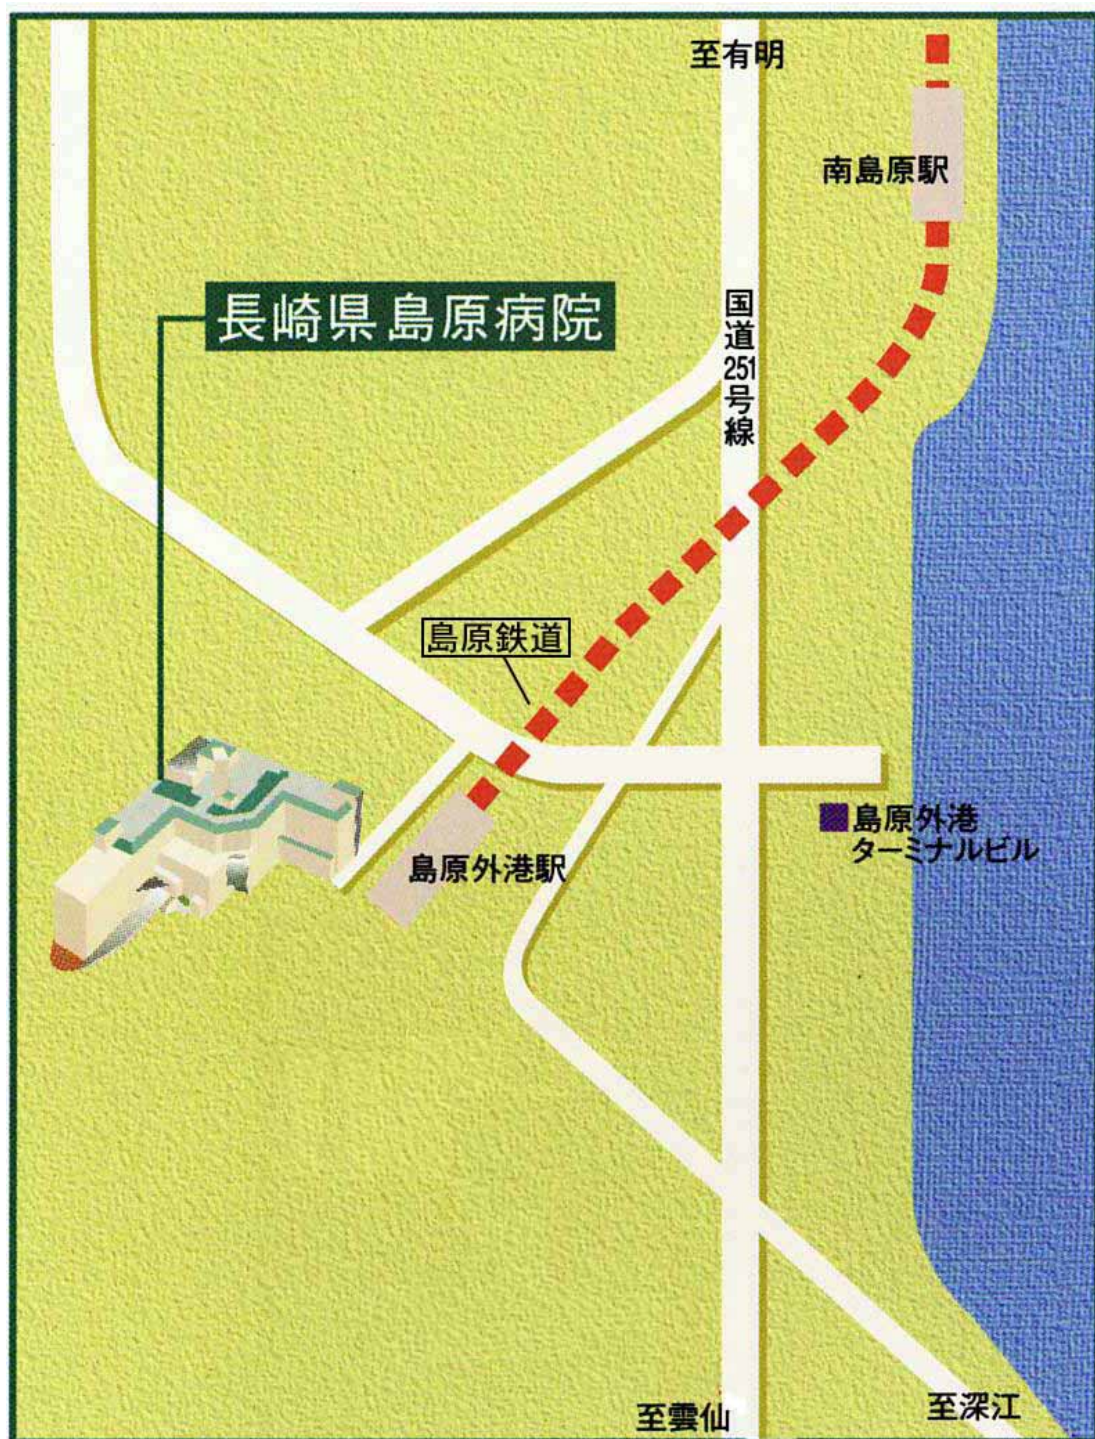 至有明
南島原駅
長崎県島原病院
国道251号線
島原鉄道
島原外港
ターミナルビル
島原外港駅
至雲仙
至深江